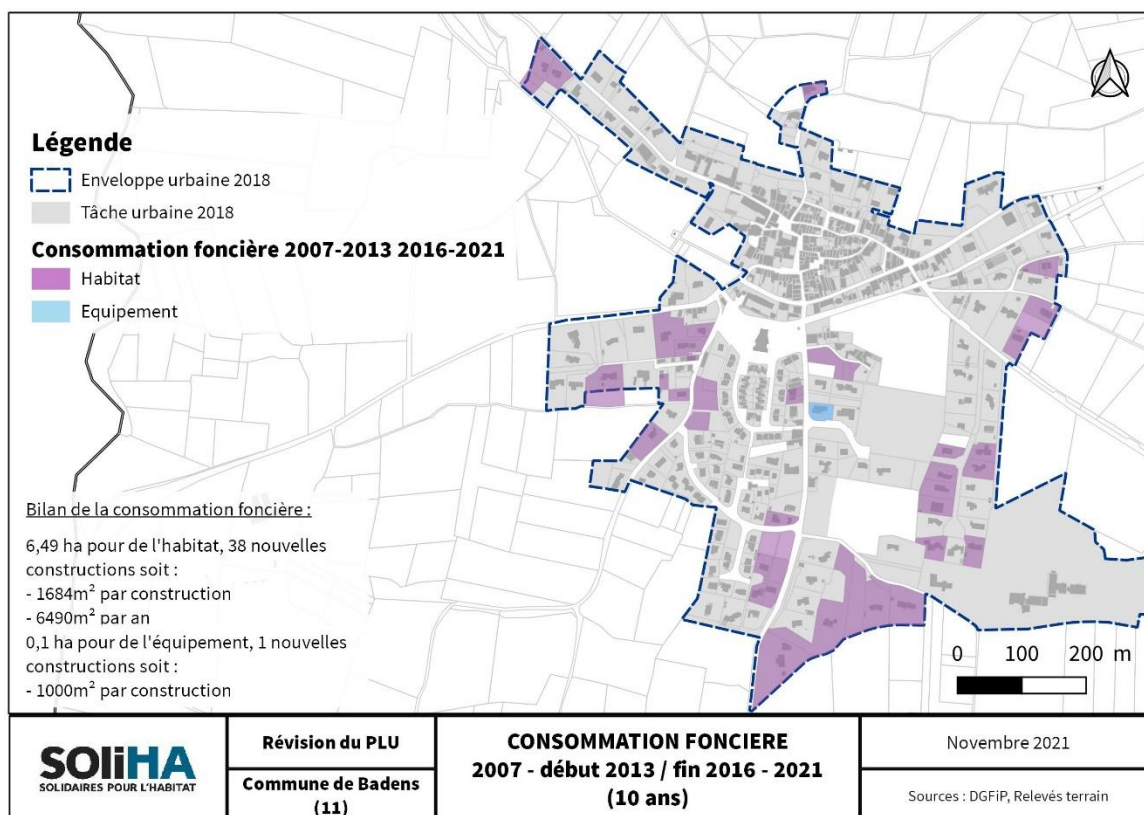 Légende
Enveloppe urbaine 2018
Tâche urbaine 2018
Consommation foncière 2007-2013 2016-2021
Habitat
Equipement
Bilan de la consommation foncière :
6,49 ha pour de l'habitat, 38 nouvelles
constructions soit :
- 1684m² par construction
- 6490m² par an
0,1 ha pour de l'équipement, 1 nouvelles
constructions soit :
- 1000m² par construction
0 100 200 m
SOLiHA
SOLIDAIRES POUR L'HABITAT
Révision du PLU
Commune de Badens
(11)
CONSOMMATION FONCIERE
2007 - début 2013 / fin 2016 - 2021
(10 ans)
Novembre 2021
Sources : DGFiP, Relevés terrain